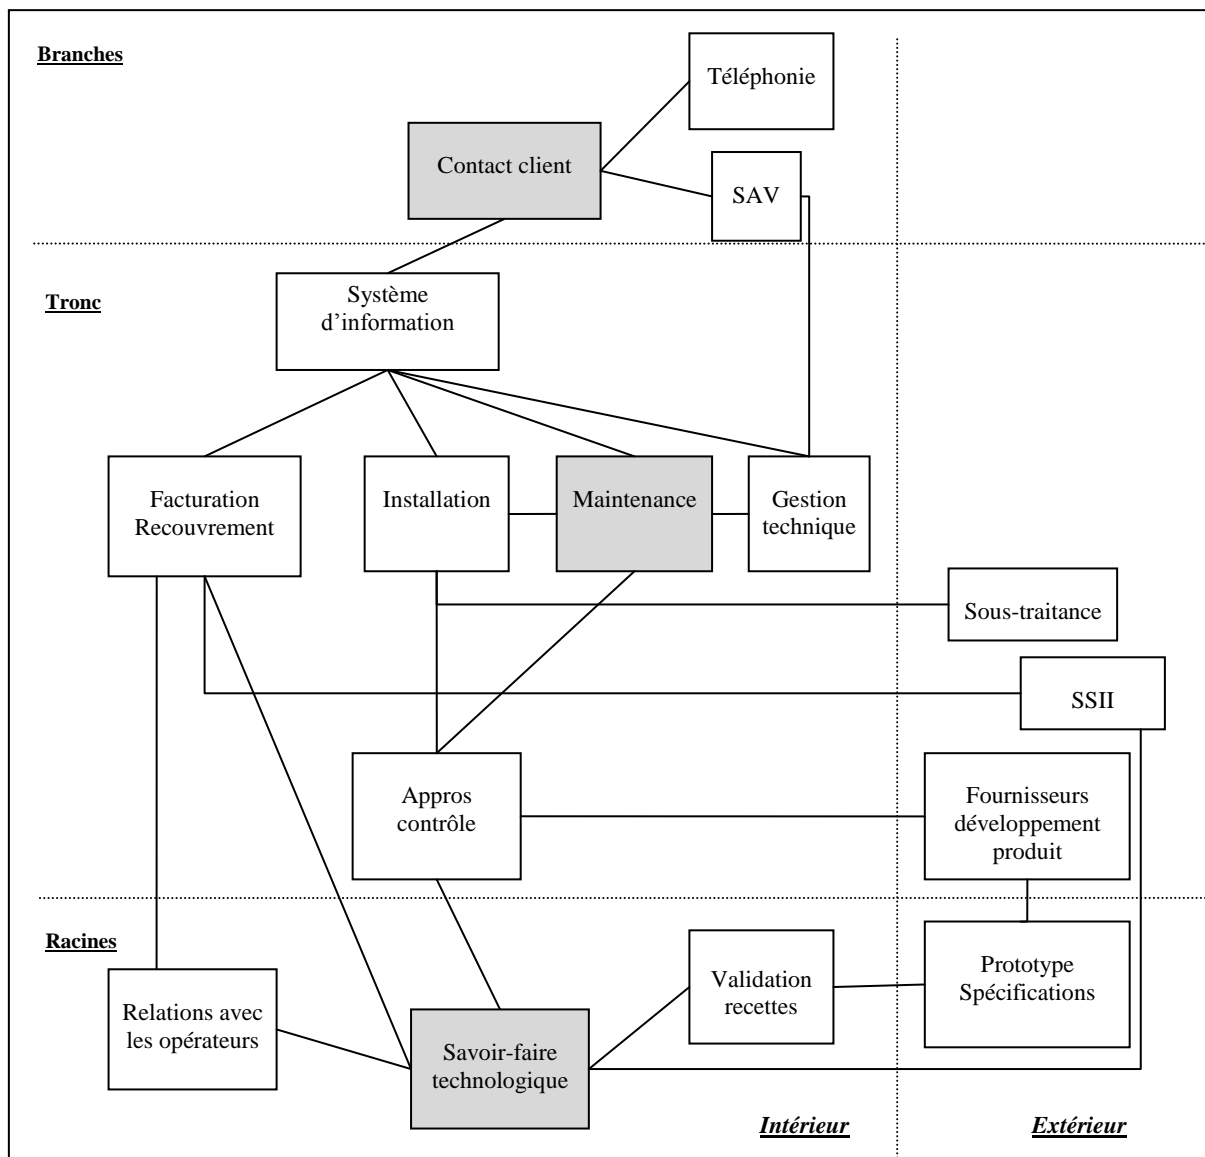 Branches
Téléphonie
Contact client
SAV
Tronc
Système
d’information
Facturation
Recouvrement
Installation
Maintenance
Gestion
technique
Sous-traitance
SSII
Appros
contrôle
Fournisseurs
développement
produit
Racines
Relations avec
les opérateurs
Savoir-faire
technologique
Validation
recettes
Prototype
Spécifications
Intérieur
Extérieur